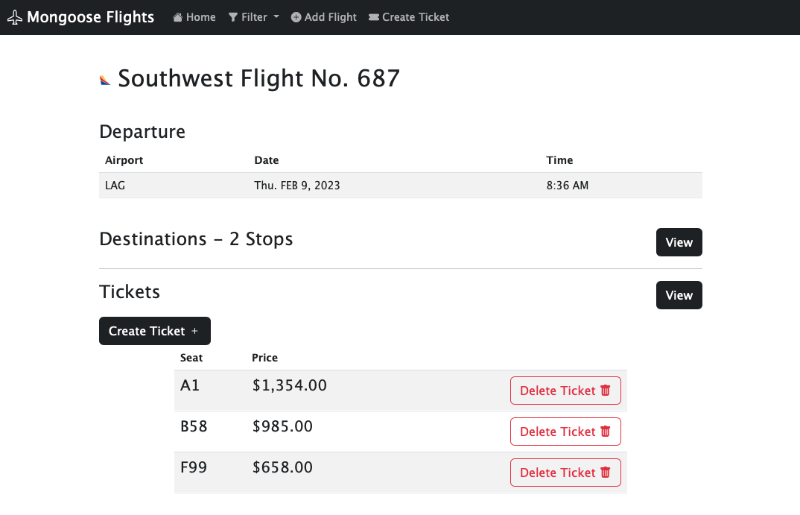 Mongoose Flights Home Filter Add Flight Create Ticket
Southwest Flight No. 687
Departure
Airport Date Time
LAG Thu. FEB 9, 2023 8:36 AM
Destinations - 2 Stops View
Tickets View
Create Ticket +
Seat Price
A1 $1,354.00 Delete Ticket
B58 $985.00 Delete Ticket
F99 $658.00 Delete Ticket